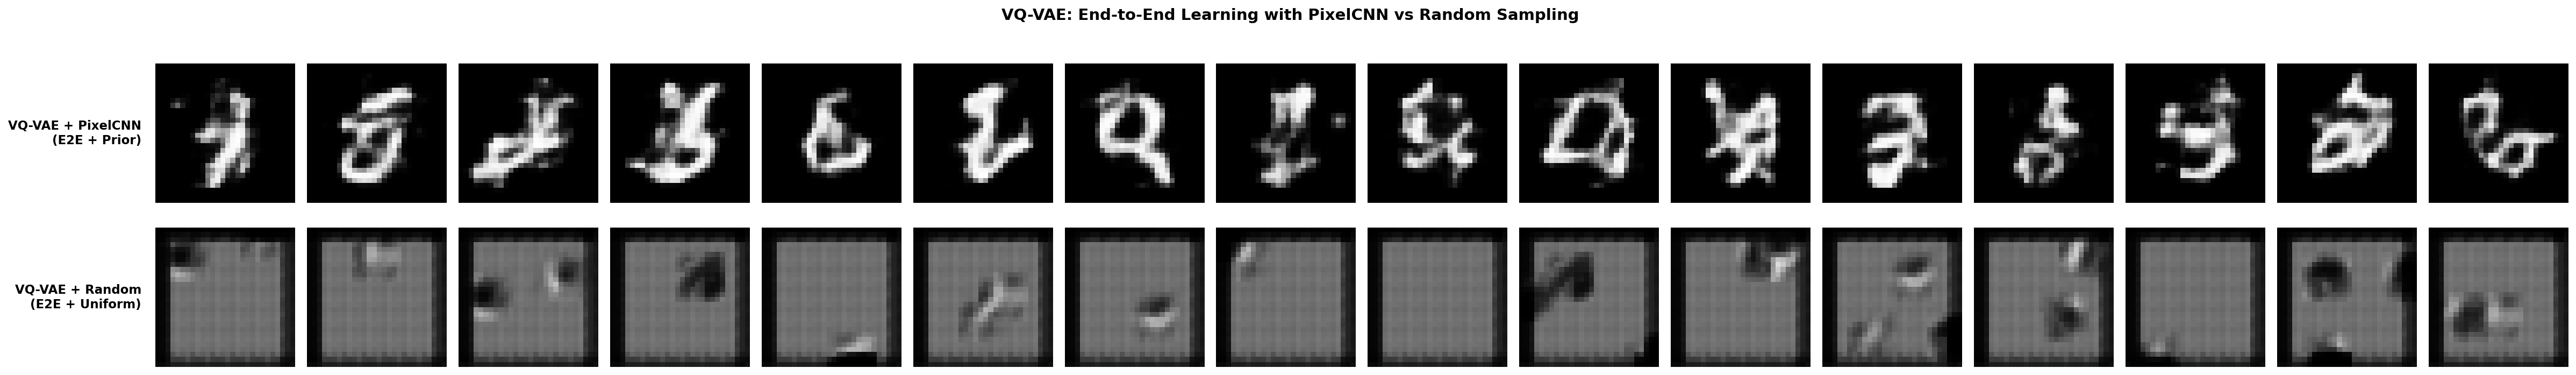 VQ-VAE: End-to-End Learning with PixelCNN vs Random Sampling
VQ-VAE + PixelCNN
(E2E + Prior)
VQ-VAE + Random
(E2E + Uniform)